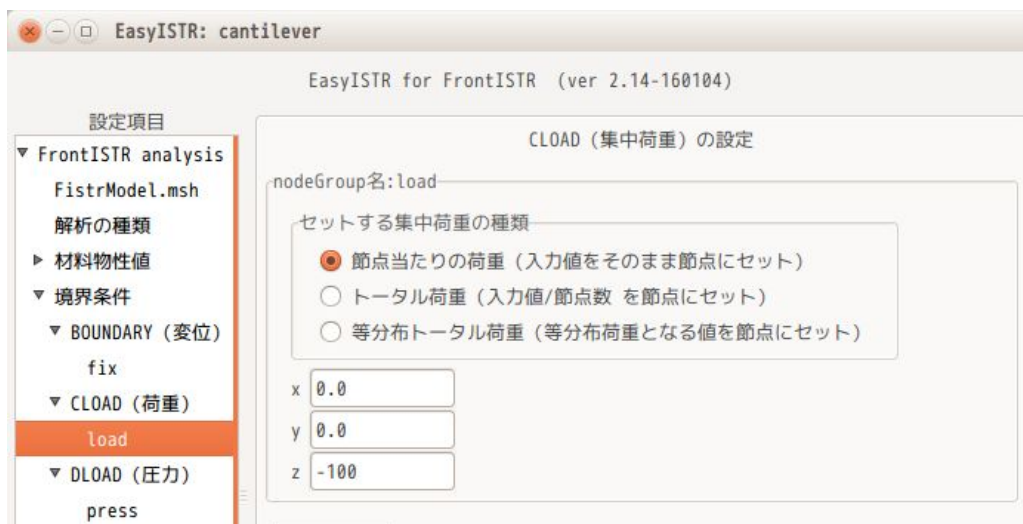 EasyISTR: cantilever
EasyISTR for FrontISTR (ver 2.14-160104)
設定項目
FrontISTR analysis
FistrModel.msh
解析の種類
材料物性値
境界条件
BOUNDARY (変位)
fix
CLOAD (荷重)
load
DLOAD (圧力)
press
CLOAD (集中荷重) の設定
nodeGroup名:load
セットする集中荷重の種類
節点当たりの荷重 (入力値をそのまま節点にセット)
トータル荷重 (入力値/節点数 を節点にセット)
等分布トータル荷重 (等分布荷重となる値を節点にセット)
x 0.0
y 0.0
z -100